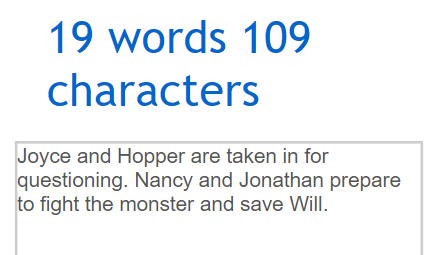 19 words 109
characters
Joyce and Hopper are taken in for
questioning. Nancy and Jonathan prepare
to fight the monster and save Will.